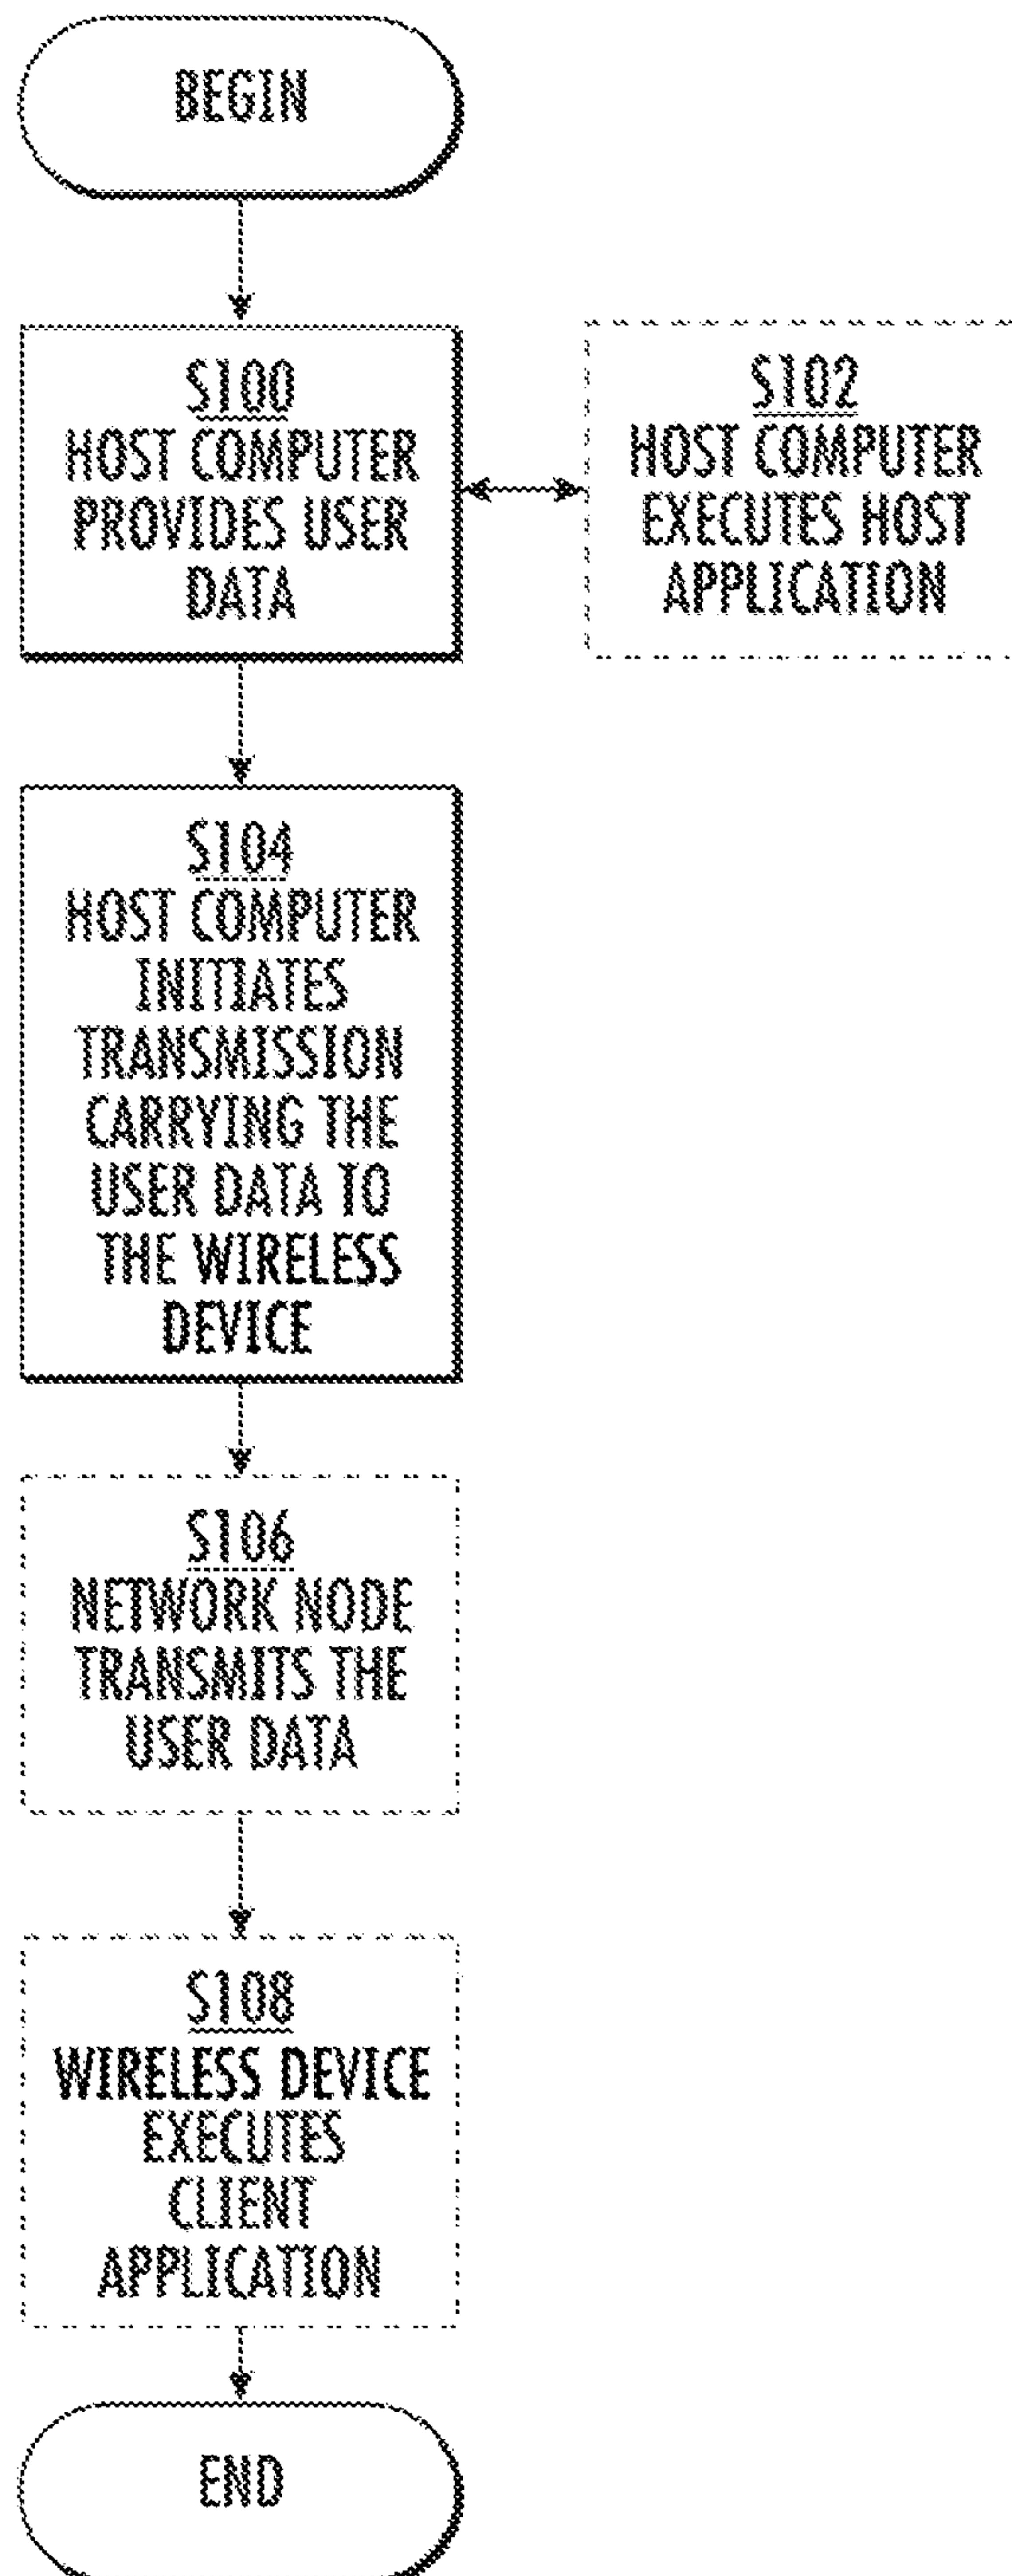 BEGIN
S100
HOST COMPUTER
PROVIDES USER
DATA
S102
HOST COMPUTER
EXECUTES HOST
APPLICATION
S104
HOST COMPUTER
INITIATES
TRANSMISSION
CARRYING THE
USER DATA TO
THE WIRELESS
DEVICE
S106
NETWORK NODE
TRANSMITS THE
USER DATA
S108
WIRELESS DEVICE
EXECUTES
CLIENT
APPLICATION
END